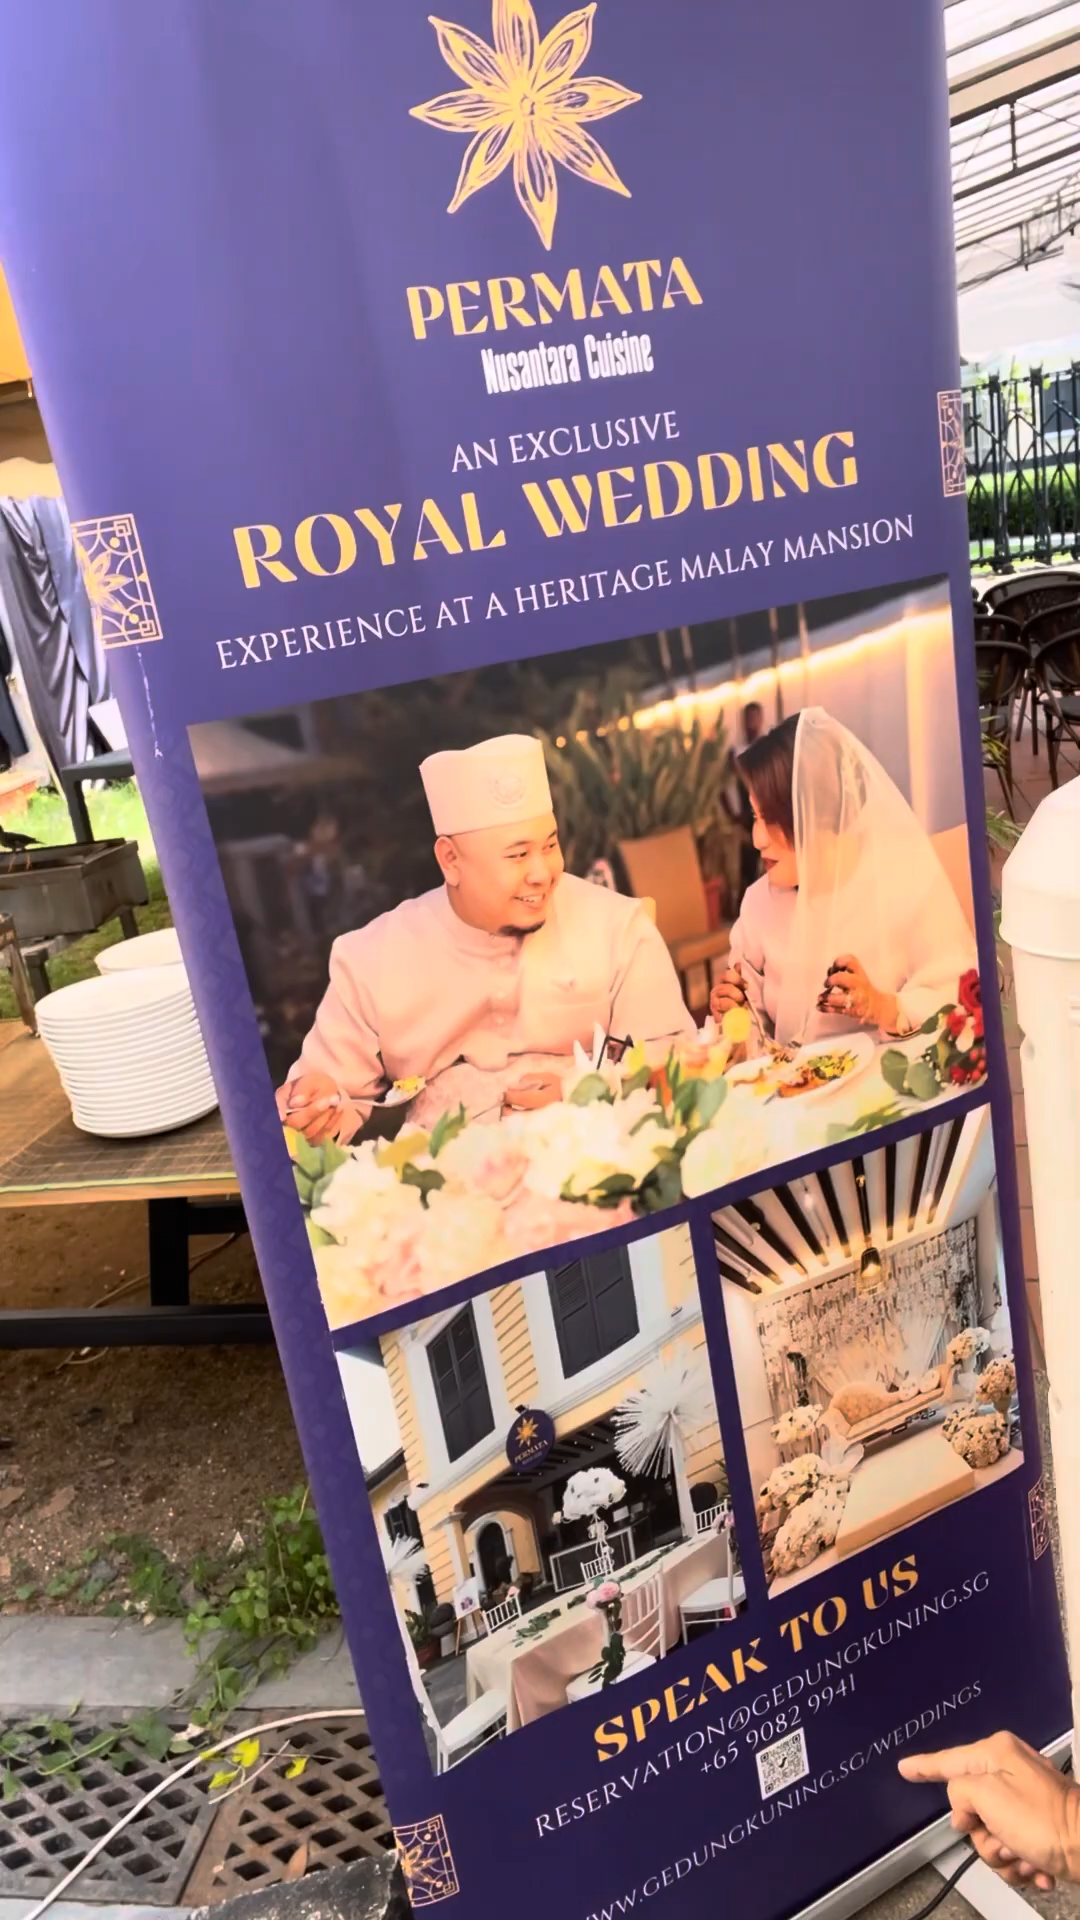 PERMATA
Nusantara Cuisine
AN EXCLUSIVE
ROYAL WEDDING
EXPERIENCE AT A HERITAGE MALAY MANSION
PERMATA
SPEAK TO US
RESERVATION@GEDUNGKUNING.SG
+65 9082 9941
WWW.GEDUNGKUNING.SG/WEDDINGS